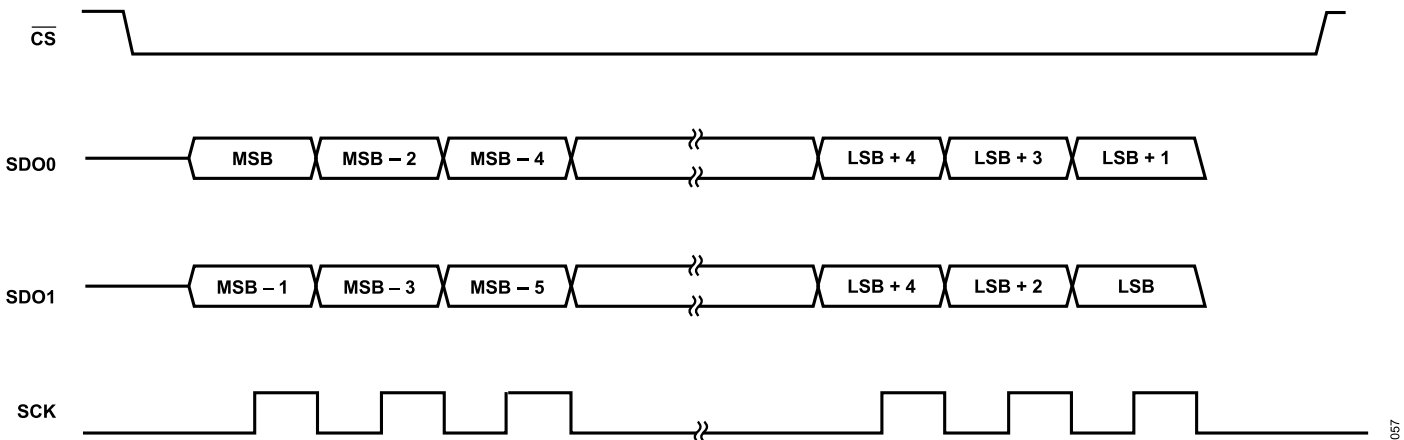 CS
SDO0
MSB
MSB – 2
MSB – 4
LSB + 4
LSB + 3
LSB + 1
SDO1
MSB – 1
MSB – 3
MSB – 5
LSB + 4
LSB + 2
LSB
SCK
057